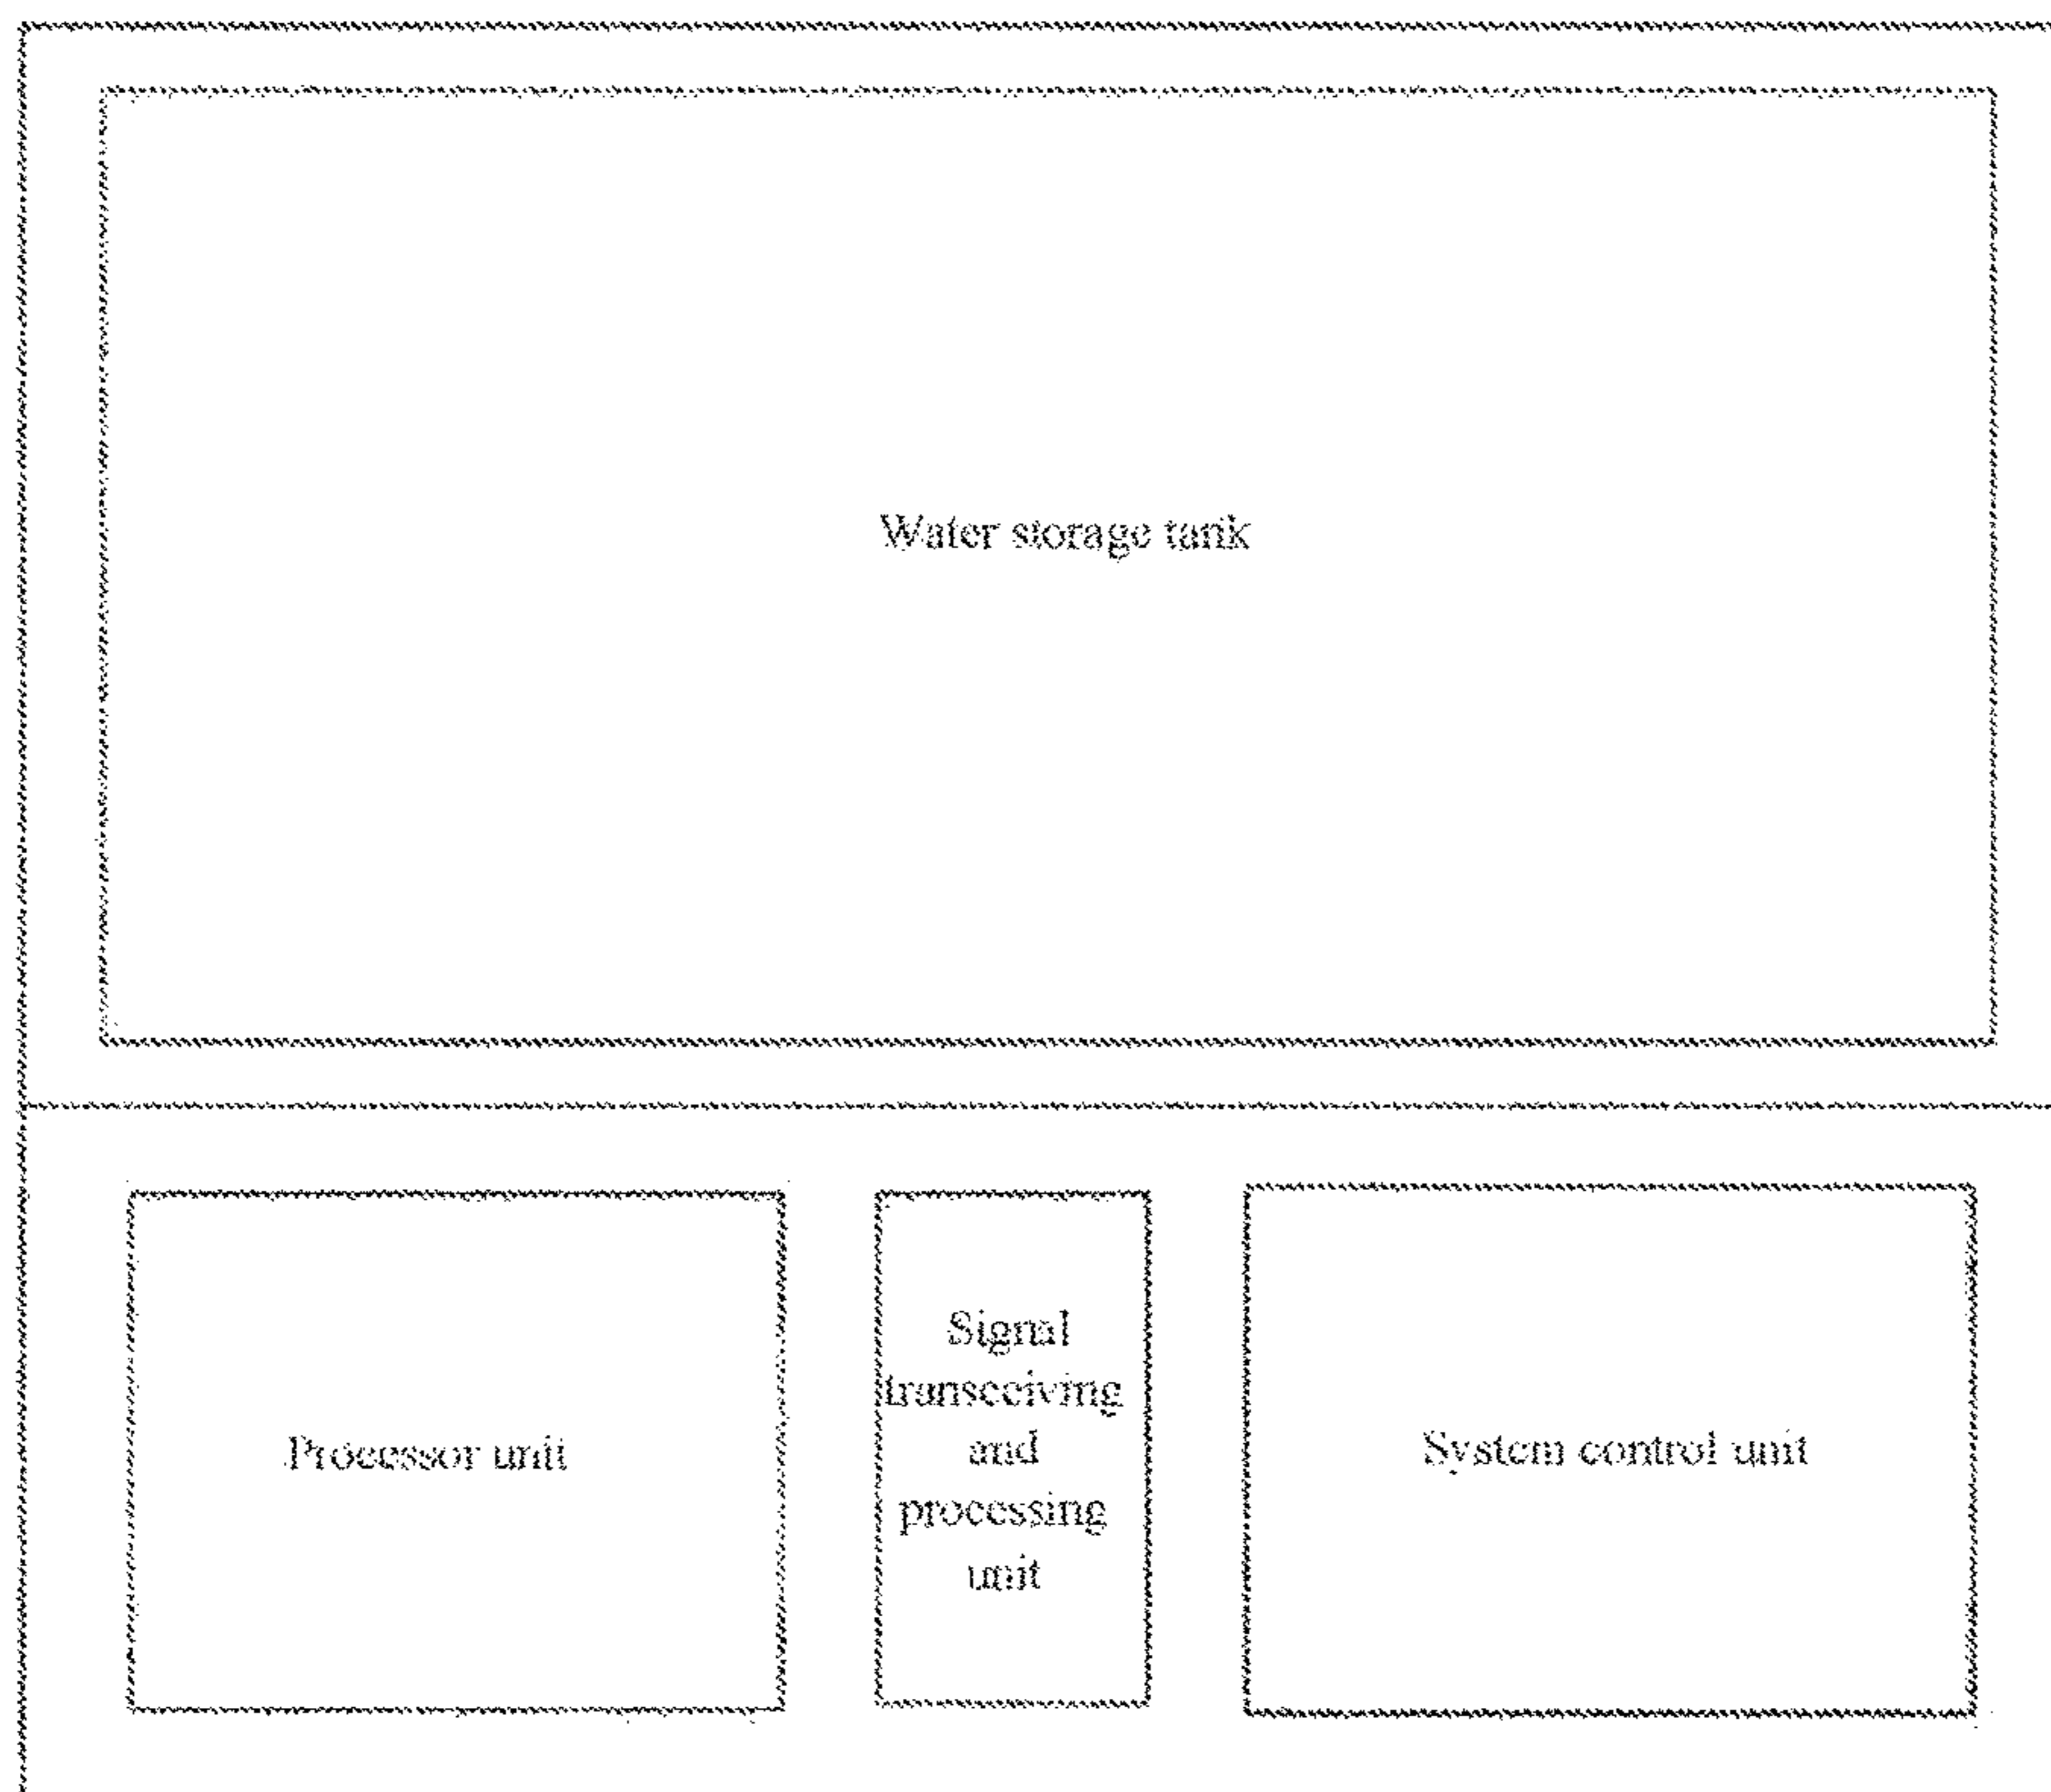 Water storage tank
Processor unit
Signal
transceiving
and
processing
unit
System control unit